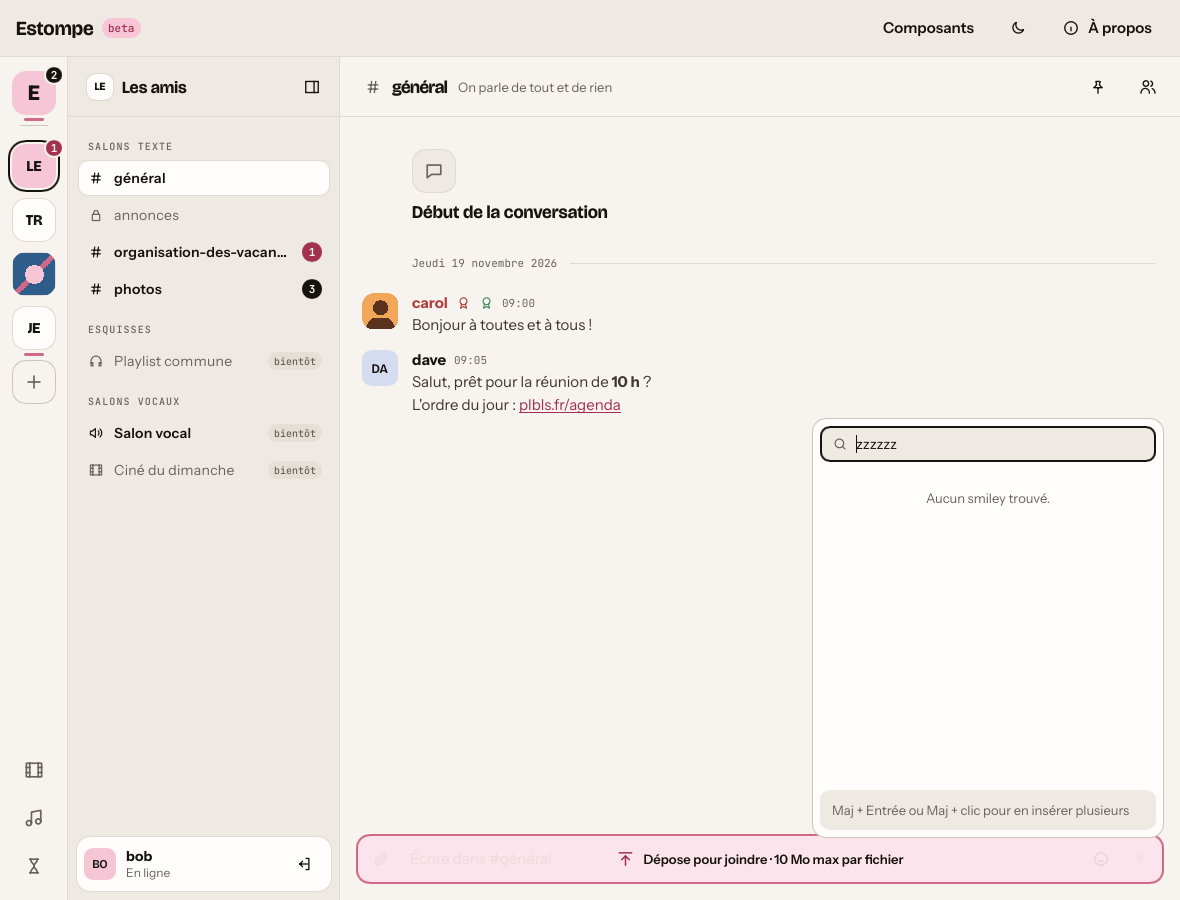 Estompe beta
Composants
À propos
E 2
LE 1
TR
JE
LE Les amis
SALONS TEXTE
# général
annonces
# organisation-des-vacan… 1
# photos 3
ESQUISSES
Playlist commune bientôt
SALONS VOCAUX
Salon vocal bientôt
Ciné du dimanche bientôt
BO bob
En ligne
# général On parle de tout et de rien
Début de la conversation
Jeudi 19 novembre 2026
carol 09:00
Bonjour à toutes et à tous !
DA dave 09:05
Salut, prêt pour la réunion de 10 h ?
L'ordre du jour : plbls.fr/agenda
zzzzzz
Aucun smiley trouvé.
Maj + Entrée ou Maj + clic pour en insérer plusieurs
Écrire dans #général
Dépose pour joindre · 10 Mo max par fichier